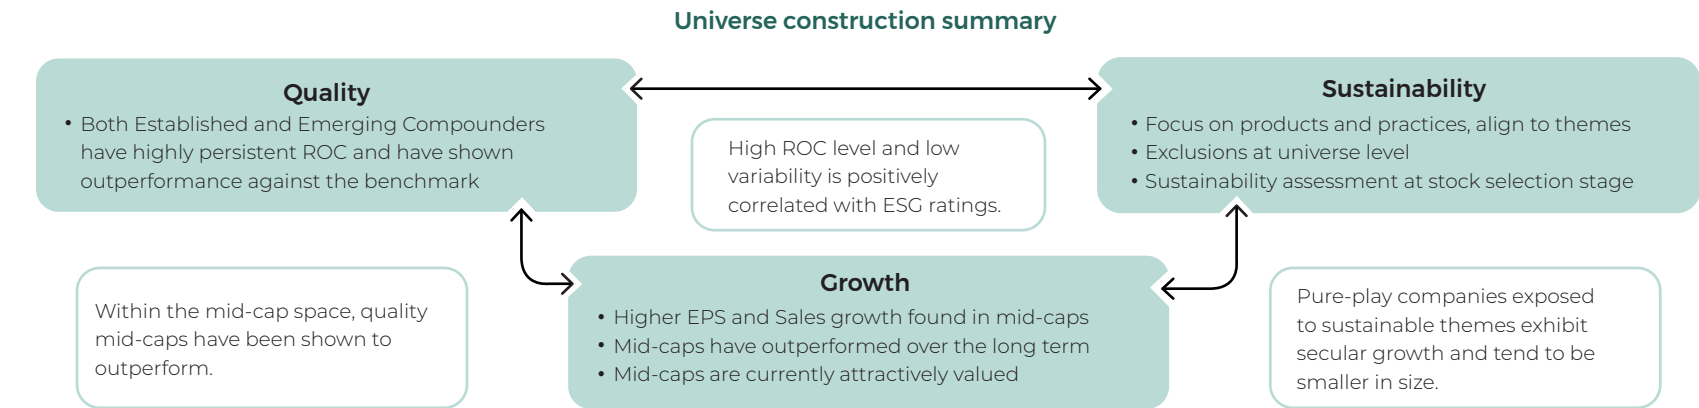 Universe construction summary
Quality
• Both Established and Emerging Compounders
have highly persistent ROC and have shown
outperformance against the benchmark
High ROC level and low
variability is positively
correlated with ESG ratings.
Sustainability
• Focus on products and practices, align to themes
• Exclusions at universe level
• Sustainability assessment at stock selection stage
Within the mid-cap space, quality
mid-caps have been shown to
outperform.
Growth
• Higher EPS and Sales growth found in mid-caps
• Mid-caps have outperformed over the long term
• Mid-caps are currently attractively valued
Pure-play companies exposed
to sustainable themes exhibit
secular growth and tend to be
smaller in size.